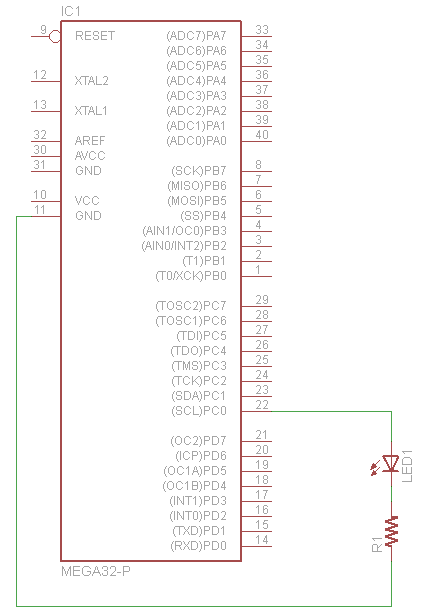 IC1
9 RESET (ADC7)PA7 33
(ADC6)PA6 34
(ADC5)PA5 35
12 XTAL2 (ADC4)PA4 36
(ADC3)PA3 37
13 XTAL1 (ADC2)PA2 38
(ADC1)PA1 39
32 AREF (ADC0)PA0 40
30 AVCC
31 GND (SCK)PB7 8
(MISO)PB6 7
10 VCC (MOSI)PB5 6
11 GND (SS)PB4 5
(AIN1/OC0)PB3 4
(AIN0/INT2)PB2 3
(T1)PB1 2
(T0/XCK)PB0 1
(TOSC2)PC7 29
(TOSC1)PC6 28
(TDI)PC5 27
(TDO)PC4 26
(TMS)PC3 25
(TCK)PC2 24
(SDA)PC1 23
(SCL)PC0 22
(OC2)PD7 21
(ICP)PD6 20
(OC1A)PD5 19
(OC1B)PD4 18
(INT1)PD3 17
(INT0)PD2 16
(TXD)PD1 15
(RXD)PD0 14
LED1
R1
MEGA32-P